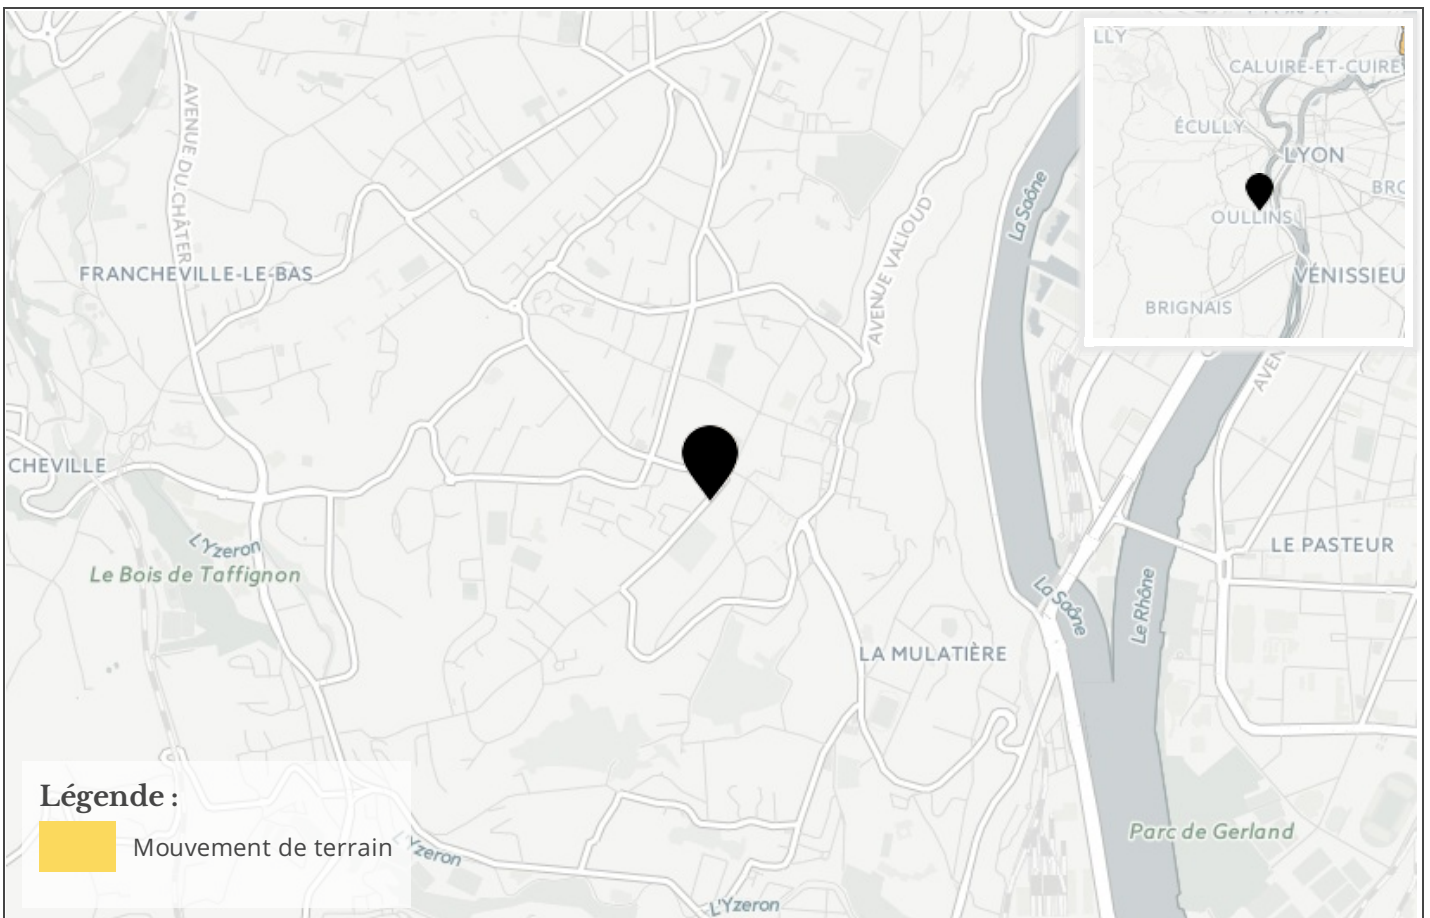 LLY
CALUIRE-ET-CUIRE
ÉCULLY
LYON
BRO
OULLINS
VÉNISSIEU
BRIGNAIS
AVENUE DU CHÂTER
La Saône
AVENUE VALIOUD
FRANCHEVILLE-LE-BAS
AVEN
CHEVILLE
L'Yzeron
Le Bois de Taffignon
LE PASTEUR
La Saône
Le Rhône
LA MULATIÈRE
Légende :
Mouvement de terrain
L'Yzeron
Parc de Gerland
L'Yzeron